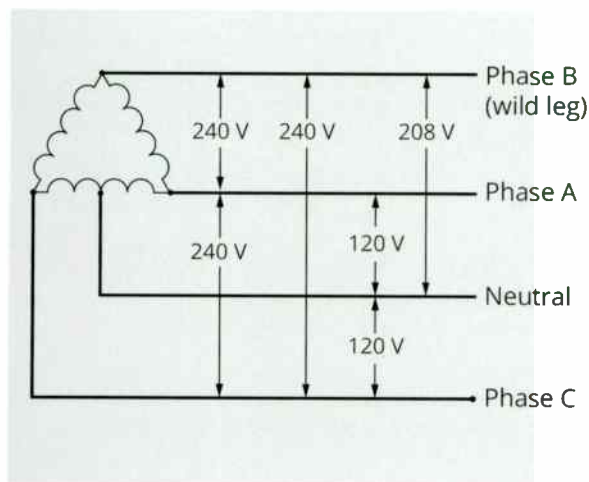 Phase B
(wild leg)
240 V 240 V 208 V
Phase A
240 V 120 V
Neutral
120 V
Phase C